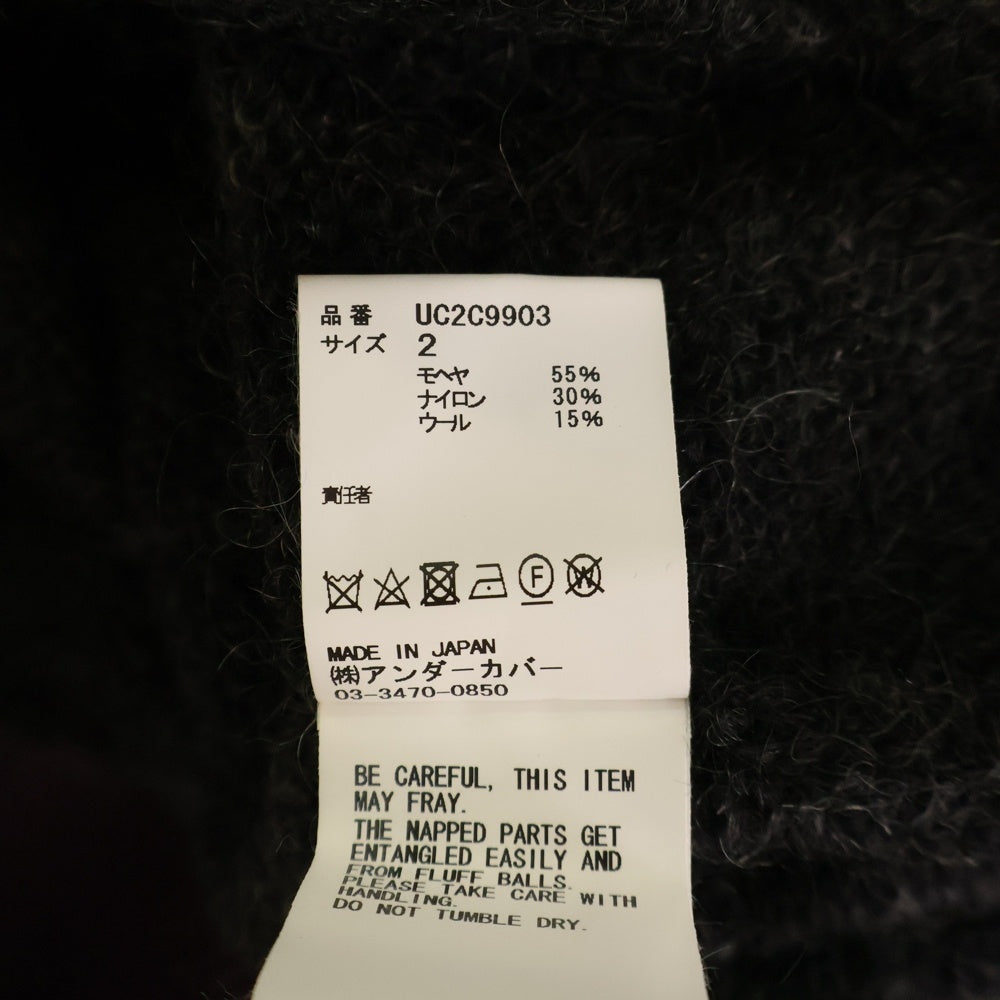 品番 UC2C9903
サイズ 2
モヘヤ 55%
ナイロン 30%
ウール 15%
責任者
F W
MADE IN JAPAN
㈱アンダーカバー
03-3470-0850
BE CAREFUL, THIS ITEM
MAY FRAY.
THE NAPPED PARTS GET
ENTANGLED EASILY AND
FROM FLUFF BALLS.
PLEASE TAKE CARE WITH
HANDLING.
DO NOT TUMBLE DRY.